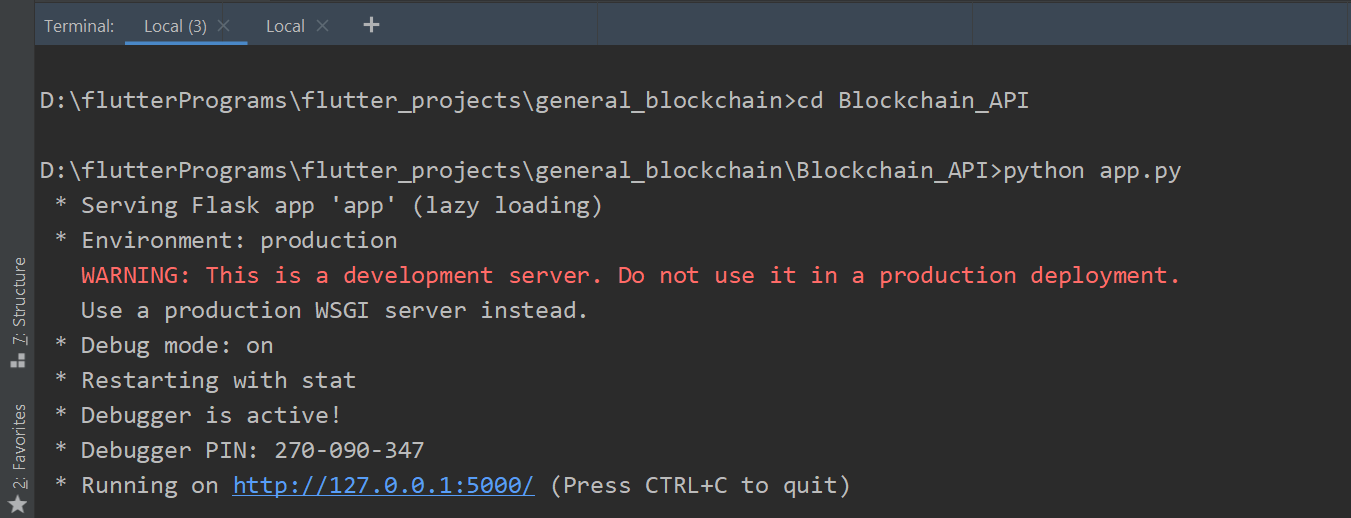 Terminal: Local (3) × Local × +
D:\flutterPrograms\flutter_projects\general_blockchain>cd Blockchain_API
D:\flutterPrograms\flutter_projects\general_blockchain\Blockchain_API>python app.py
* Serving Flask app 'app' (lazy loading)
* Environment: production
WARNING: This is a development server. Do not use it in a production deployment.
Use a production WSGI server instead.
* Debug mode: on
* Restarting with stat
* Debugger is active!
* Debugger PIN: 270-090-347
* Running on http://127.0.0.1:5000/ (Press CTRL+C to quit)
7: Structure
2: Favorites